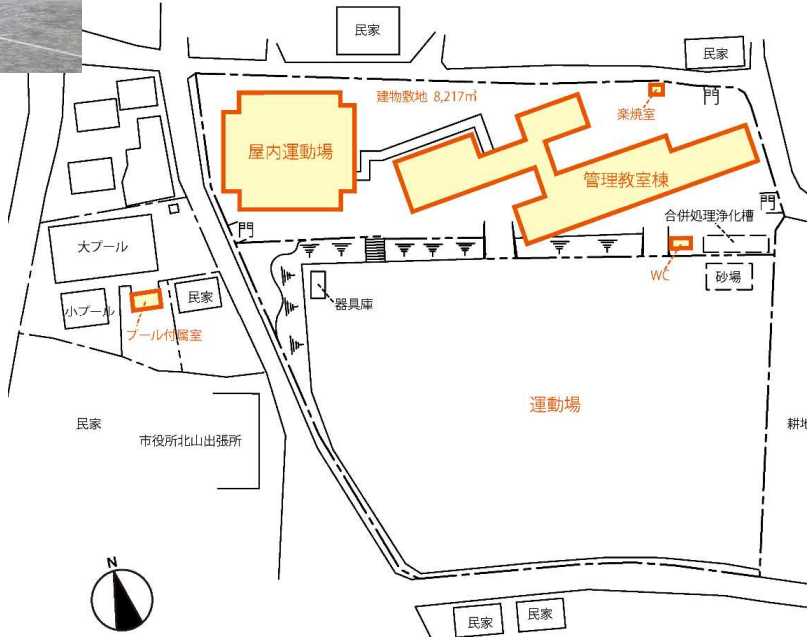 民家
民家
建物敷地 8,217㎡
門
楽焼室
屋内運動場
管理教室棟
門
合併処理浄化槽
門
大プール
WC
砂場
民家
小プール
器具庫
プール付属室
運動場
民家
市役所北山出張所
耕地
N
民家
民家